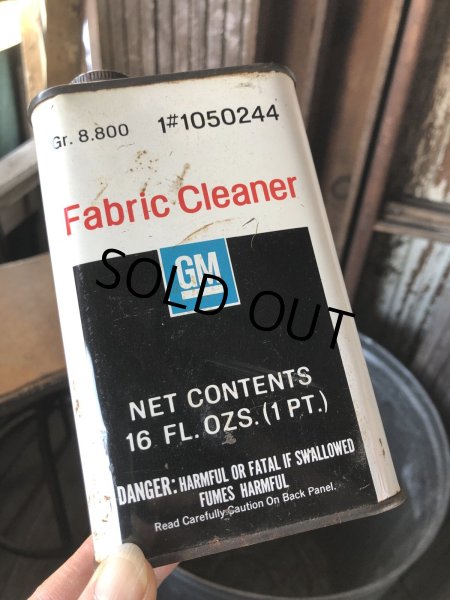 Gr. 8.800 1#1050244
Fabric Cleaner
GM
SOLD OUT
NET CONTENTS
16 FL. OZS. (1 PT.)
DANGER: HARMFUL OR FATAL IF SWALLOWED
FUMES HARMFUL
Read Carefully Caution On Back Panel.